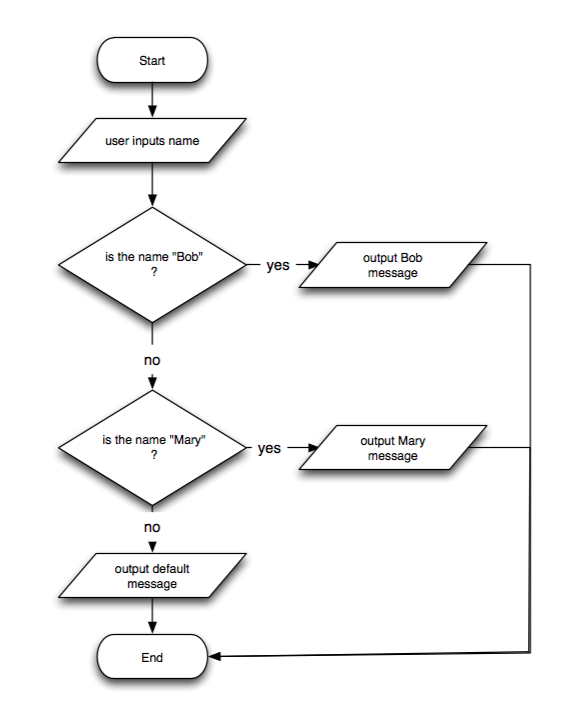 Start
user inputs name
is the name "Bob"
?
yes
output Bob
message
no
is the name "Mary"
?
yes
output Mary
message
no
output default
message
End